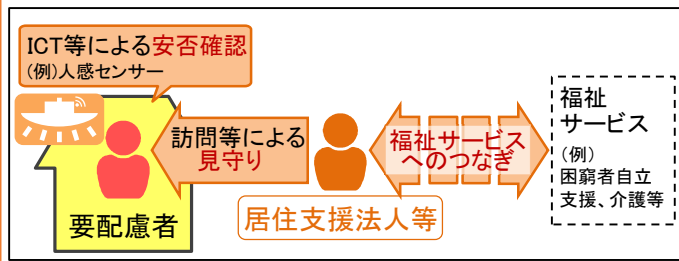 ICT等による安否確認
(例)人感センサー
要配慮者
訪問等による
見守り
居住支援法人等
福祉サービス
へのつなぎ
福祉
サービス
(例)
困窮者自立
支援、介護等